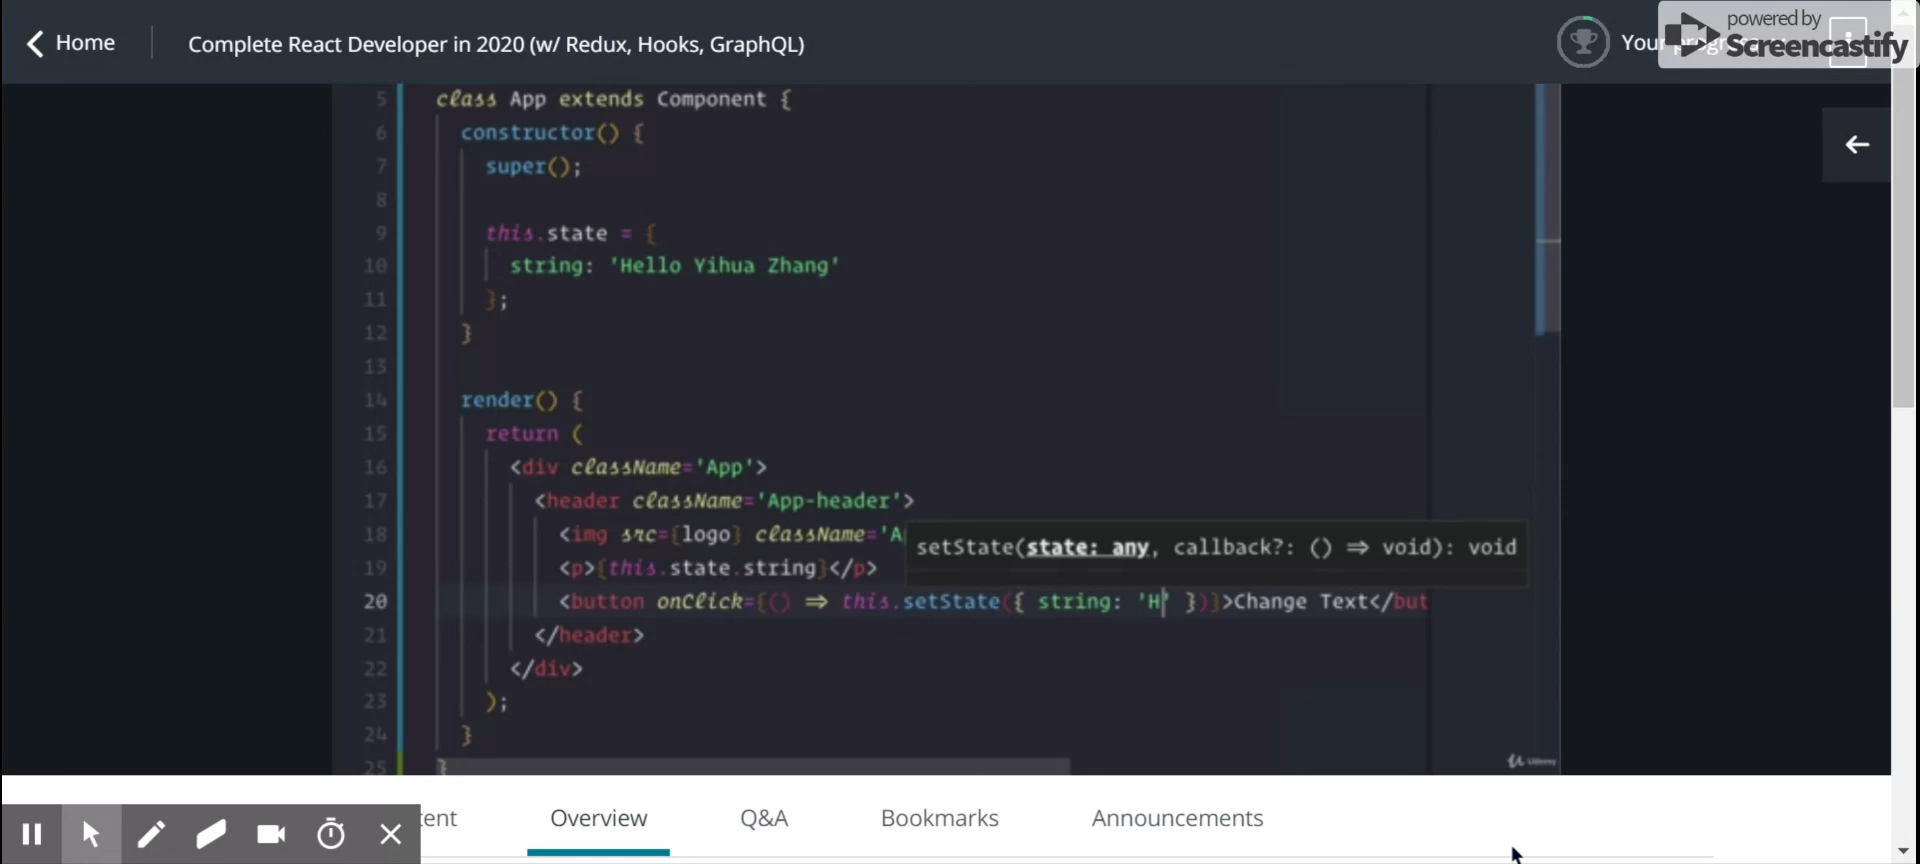 Home
Complete React Developer in 2020 (w/ Redux, Hooks, GraphQL)
Your progress
powered by
Screencastify
5 class App extends Component {
6 constructor() {
7 super();
8
9 this.state = {
10 string: 'Hello Yihua Zhang'
11 };
12 }
13
14 render() {
15 return (
16 <div className='App'>
17 <header className='App-header'>
18 <img src={logo} className='A
setState(state: any, callback?: () ⇒ void): void
19 <p>{this.state.string}</p>
20 <button onClick={() ⇒ this.setState({ string: 'H' })}>Change Text</but
21 </header>
22 </div>
23 );
24 }
25 }
Udemy
tent
Overview
Q&A
Bookmarks
Announcements